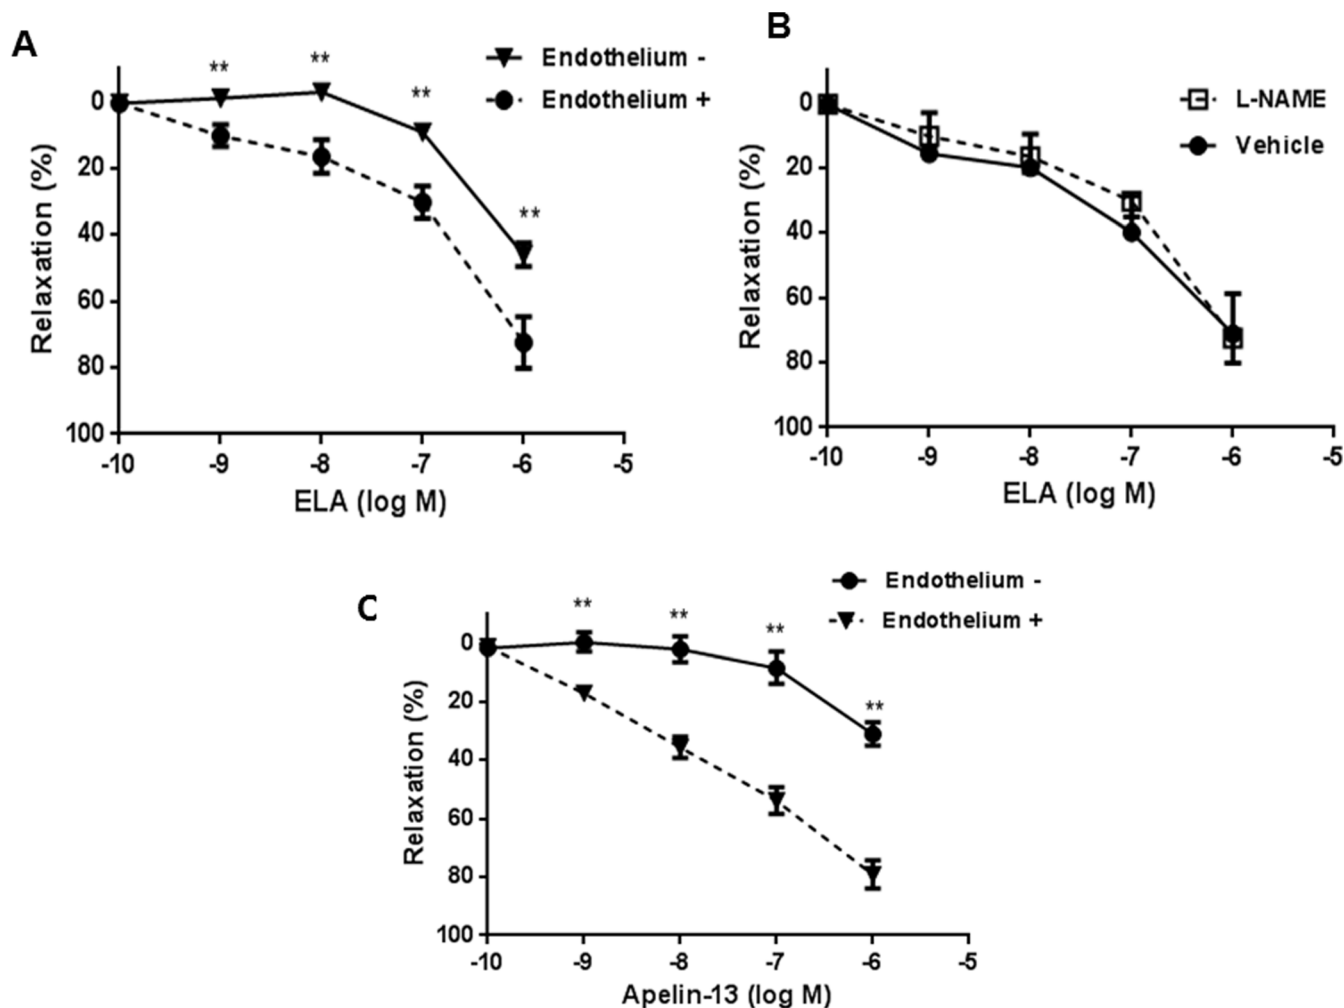 A
Endothelium -
Endothelium +
** ** ** **
0
20
40
60
80
100
Relaxation (%)
-10 -9 -8 -7 -6 -5
ELA (log M)
B
L-NAME
Vehicle
0
20
40
60
80
100
Relaxation (%)
-10 -9 -8 -7 -6 -5
ELA (log M)
C
Endothelium -
Endothelium +
** ** ** **
0
20
40
60
80
100
Relaxation (%)
-10 -9 -8 -7 -6 -5
Apelin-13 (log M)